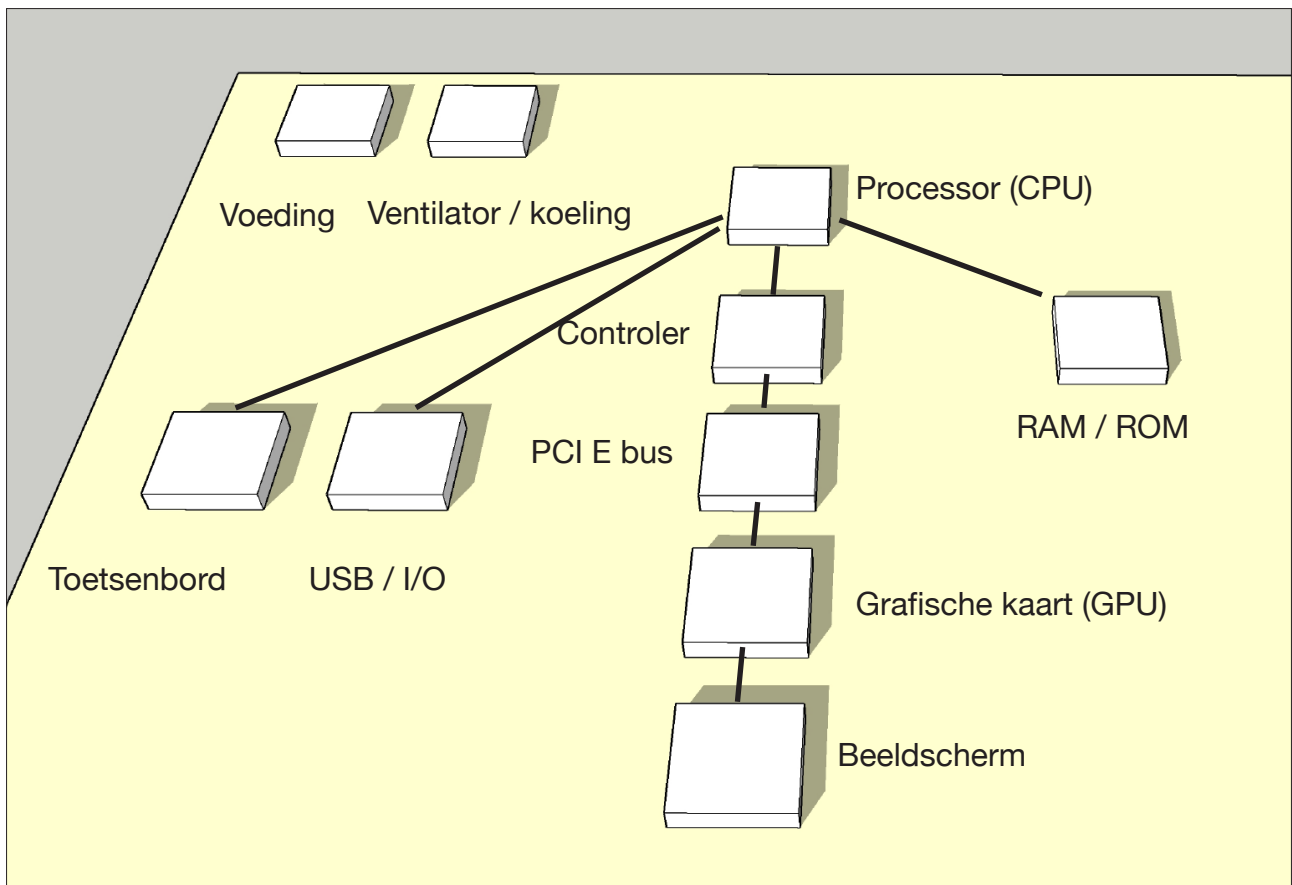 Voeding
Ventilator / koeling
Processor (CPU)
Controler
RAM / ROM
PCI E bus
Toetsenbord
USB / I/O
Grafische kaart (GPU)
Beeldscherm